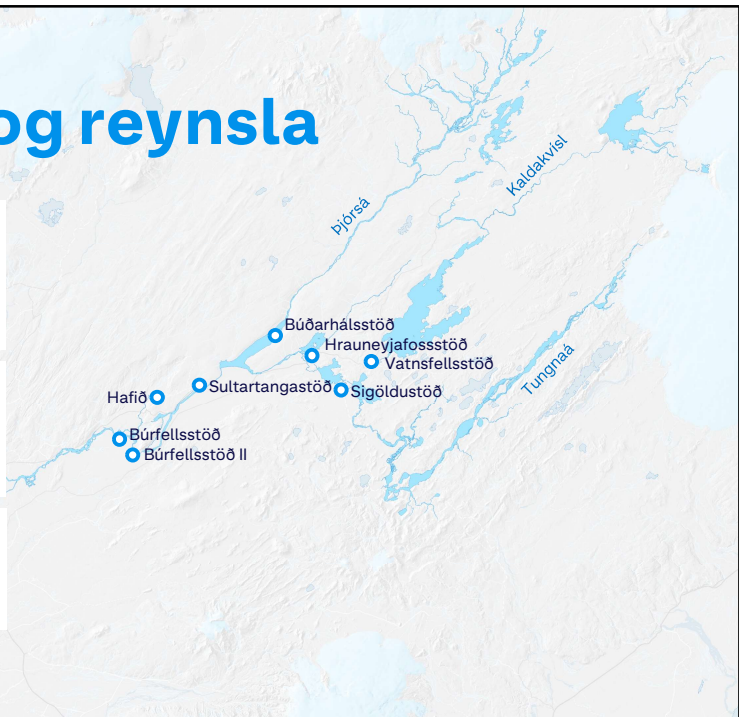 og reynsla
Kaldakvísl
Þjórsá
Búðarhálsstöð
Hrauneyjafossstöð
Vatnsfellsstöð
Tungnaá
Sultartangastöð
Sigöldustöð
Hafið
Búrfellsstöð
Búrfellsstöð II